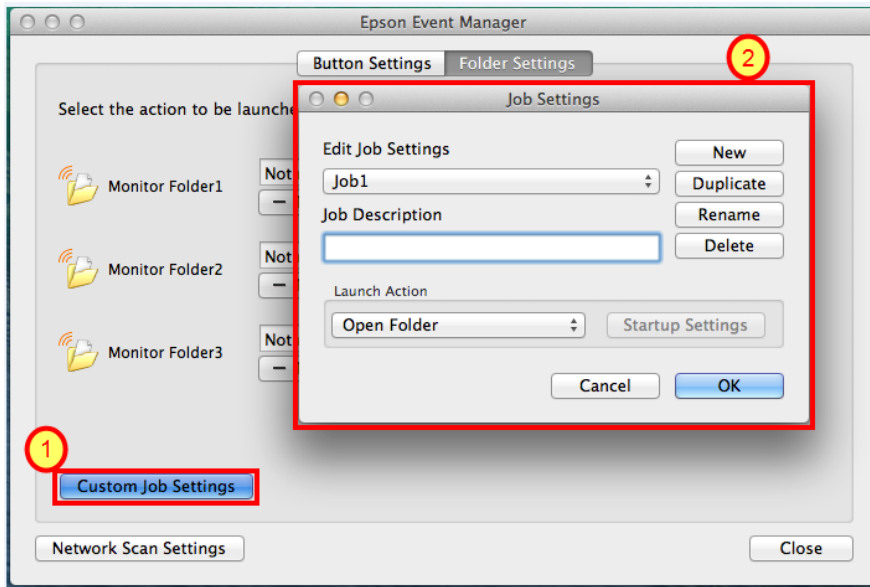 Epson Event Manager
Button Settings
Folder Settings
2
Job Settings
Select the action to be launche
Edit Job Settings
New
Job1
Duplicate
Monitor Folder1
Not
Job Description
Rename
Delete
Monitor Folder2
Not
Launch Action
Open Folder
Startup Settings
Monitor Folder3
Not
Cancel
OK
1
Custom Job Settings
Network Scan Settings
Close